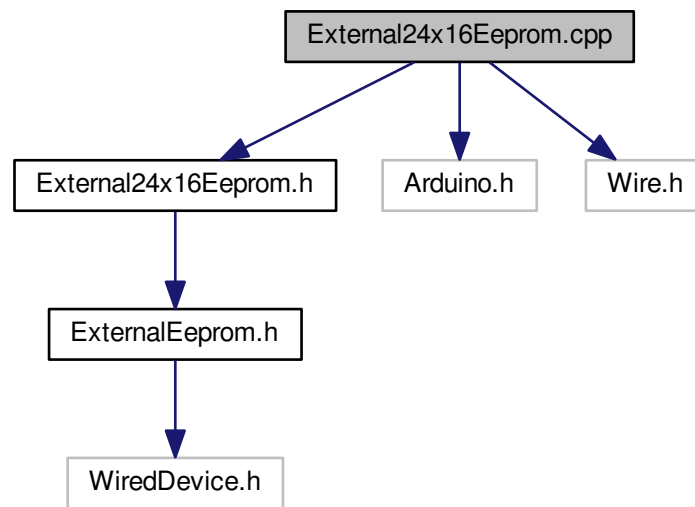 External24x16Eeprom.cpp
External24x16Eeprom.h
Arduino.h
Wire.h
ExternalEeprom.h
WiredDevice.h